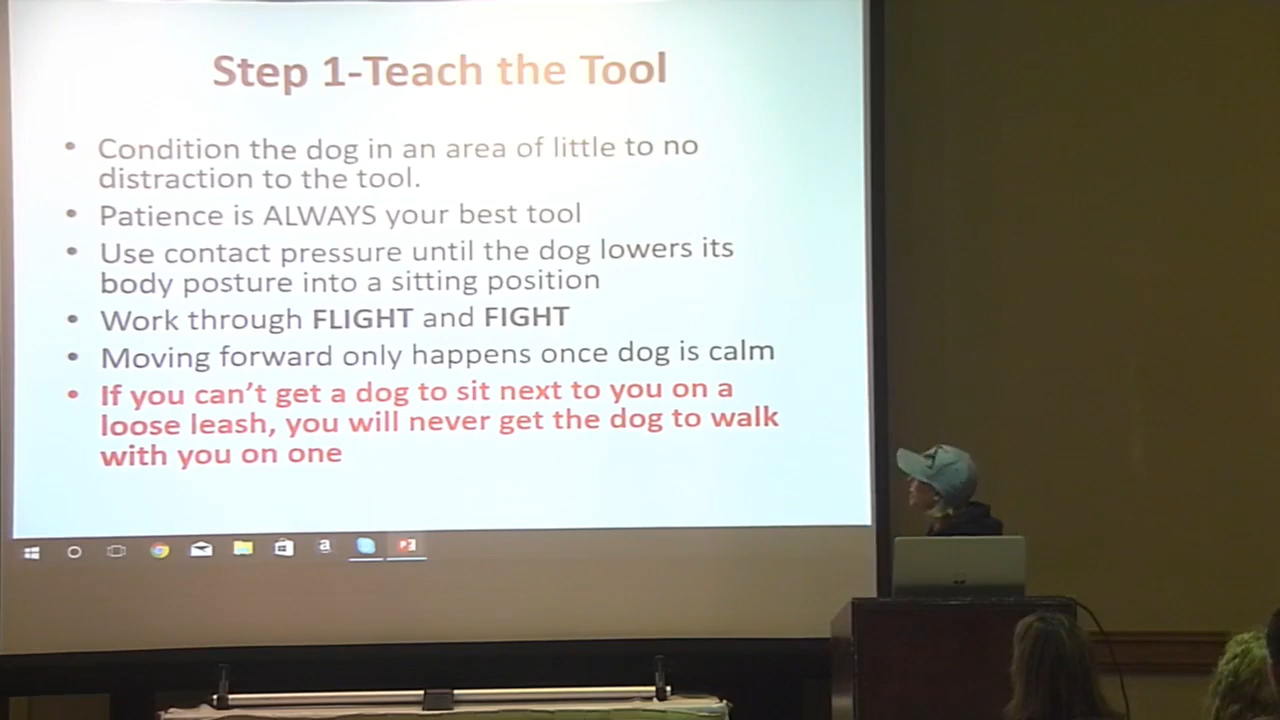 Step 1-Teach the Tool
• Condition the dog in an area of little to no
distraction to the tool.
• Patience is ALWAYS your best tool
• Use contact pressure until the dog lowers its
body posture into a sitting position
• Work through FLIGHT and FIGHT
• Moving forward only happens once dog is calm
• If you can't get a dog to sit next to you on a
loose leash, you will never get the dog to walk
with you on one